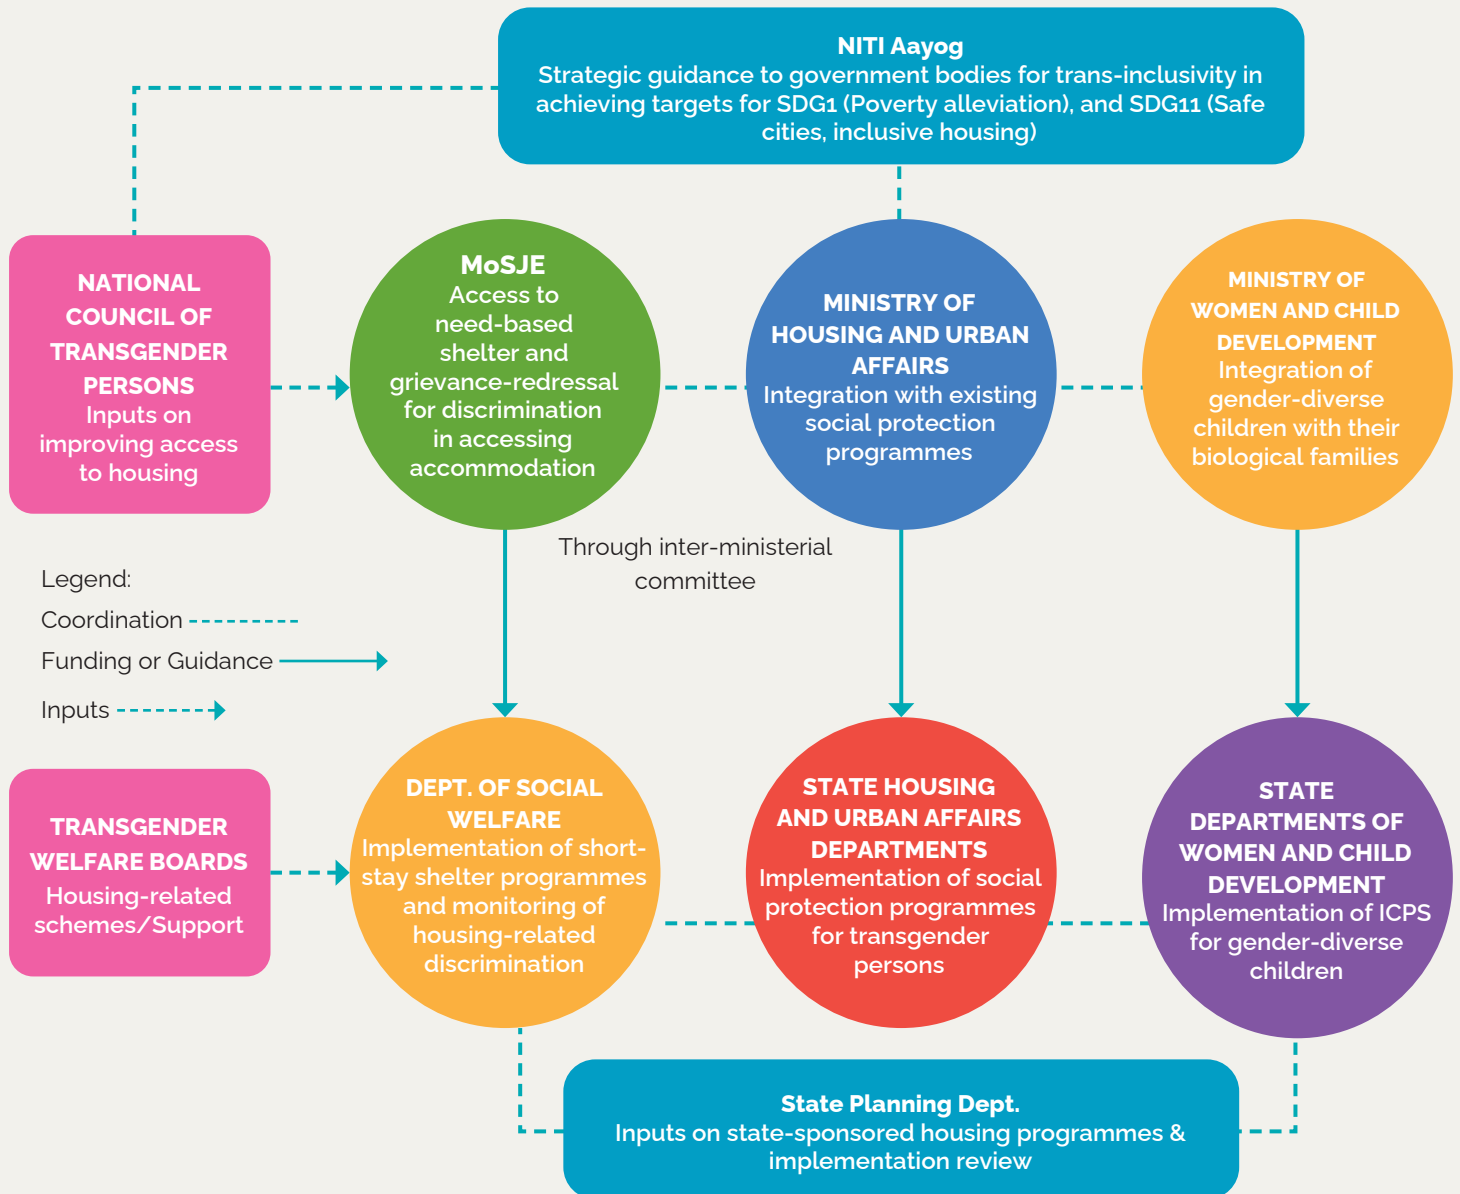 NITI Aayog
Strategic guidance to government bodies for trans-inclusivity in
achieving targets for SDG1 (Poverty alleviation), and SDG11 (Safe
cities, inclusive housing)
NATIONAL
COUNCIL OF
TRANSGENDER
PERSONS
Inputs on
improving access
to housing
MoSJE
Access to
need-based
shelter and
grievance-redressal
for discrimination
in accessing
accommodation
MINISTRY OF
HOUSING AND URBAN
AFFAIRS
Integration with existing
social protection
programmes
MINISTRY OF
WOMEN AND CHILD
DEVELOPMENT
Integration of
gender-diverse
children with their
biological families
Through inter-ministerial
committee
Legend:
Coordination
Funding or Guidance
Inputs
TRANSGENDER
WELFARE BOARDS
Housing-related
schemes/Support
DEPT. OF SOCIAL
WELFARE
Implementation of short-
stay shelter programmes
and monitoring of
housing-related
discrimination
STATE HOUSING
AND URBAN AFFAIRS
DEPARTMENTS
Implementation of social
protection programmes
for transgender
persons
STATE
DEPARTMENTS OF
WOMEN AND CHILD
DEVELOPMENT
Implementation of ICPS
for gender-diverse
children
State Planning Dept.
Inputs on state-sponsored housing programmes &
implementation review